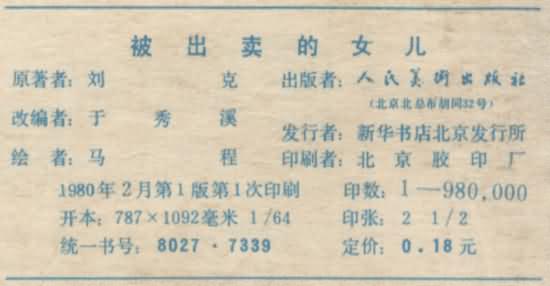 被出卖的女儿
原著者：刘 克 出版者：人民美術出版社
（北京北总布胡同32号）
改编者：于 秀 溪
发行者：新华书店北京发行所
绘者：马 程 印刷者：北京胶印厂
1980年2月第1版第1次印刷 印数：1—980,000
开本：787×1092毫米 1/64 印张：2 1/2
统一书号：8027·7339 定价：0.18元